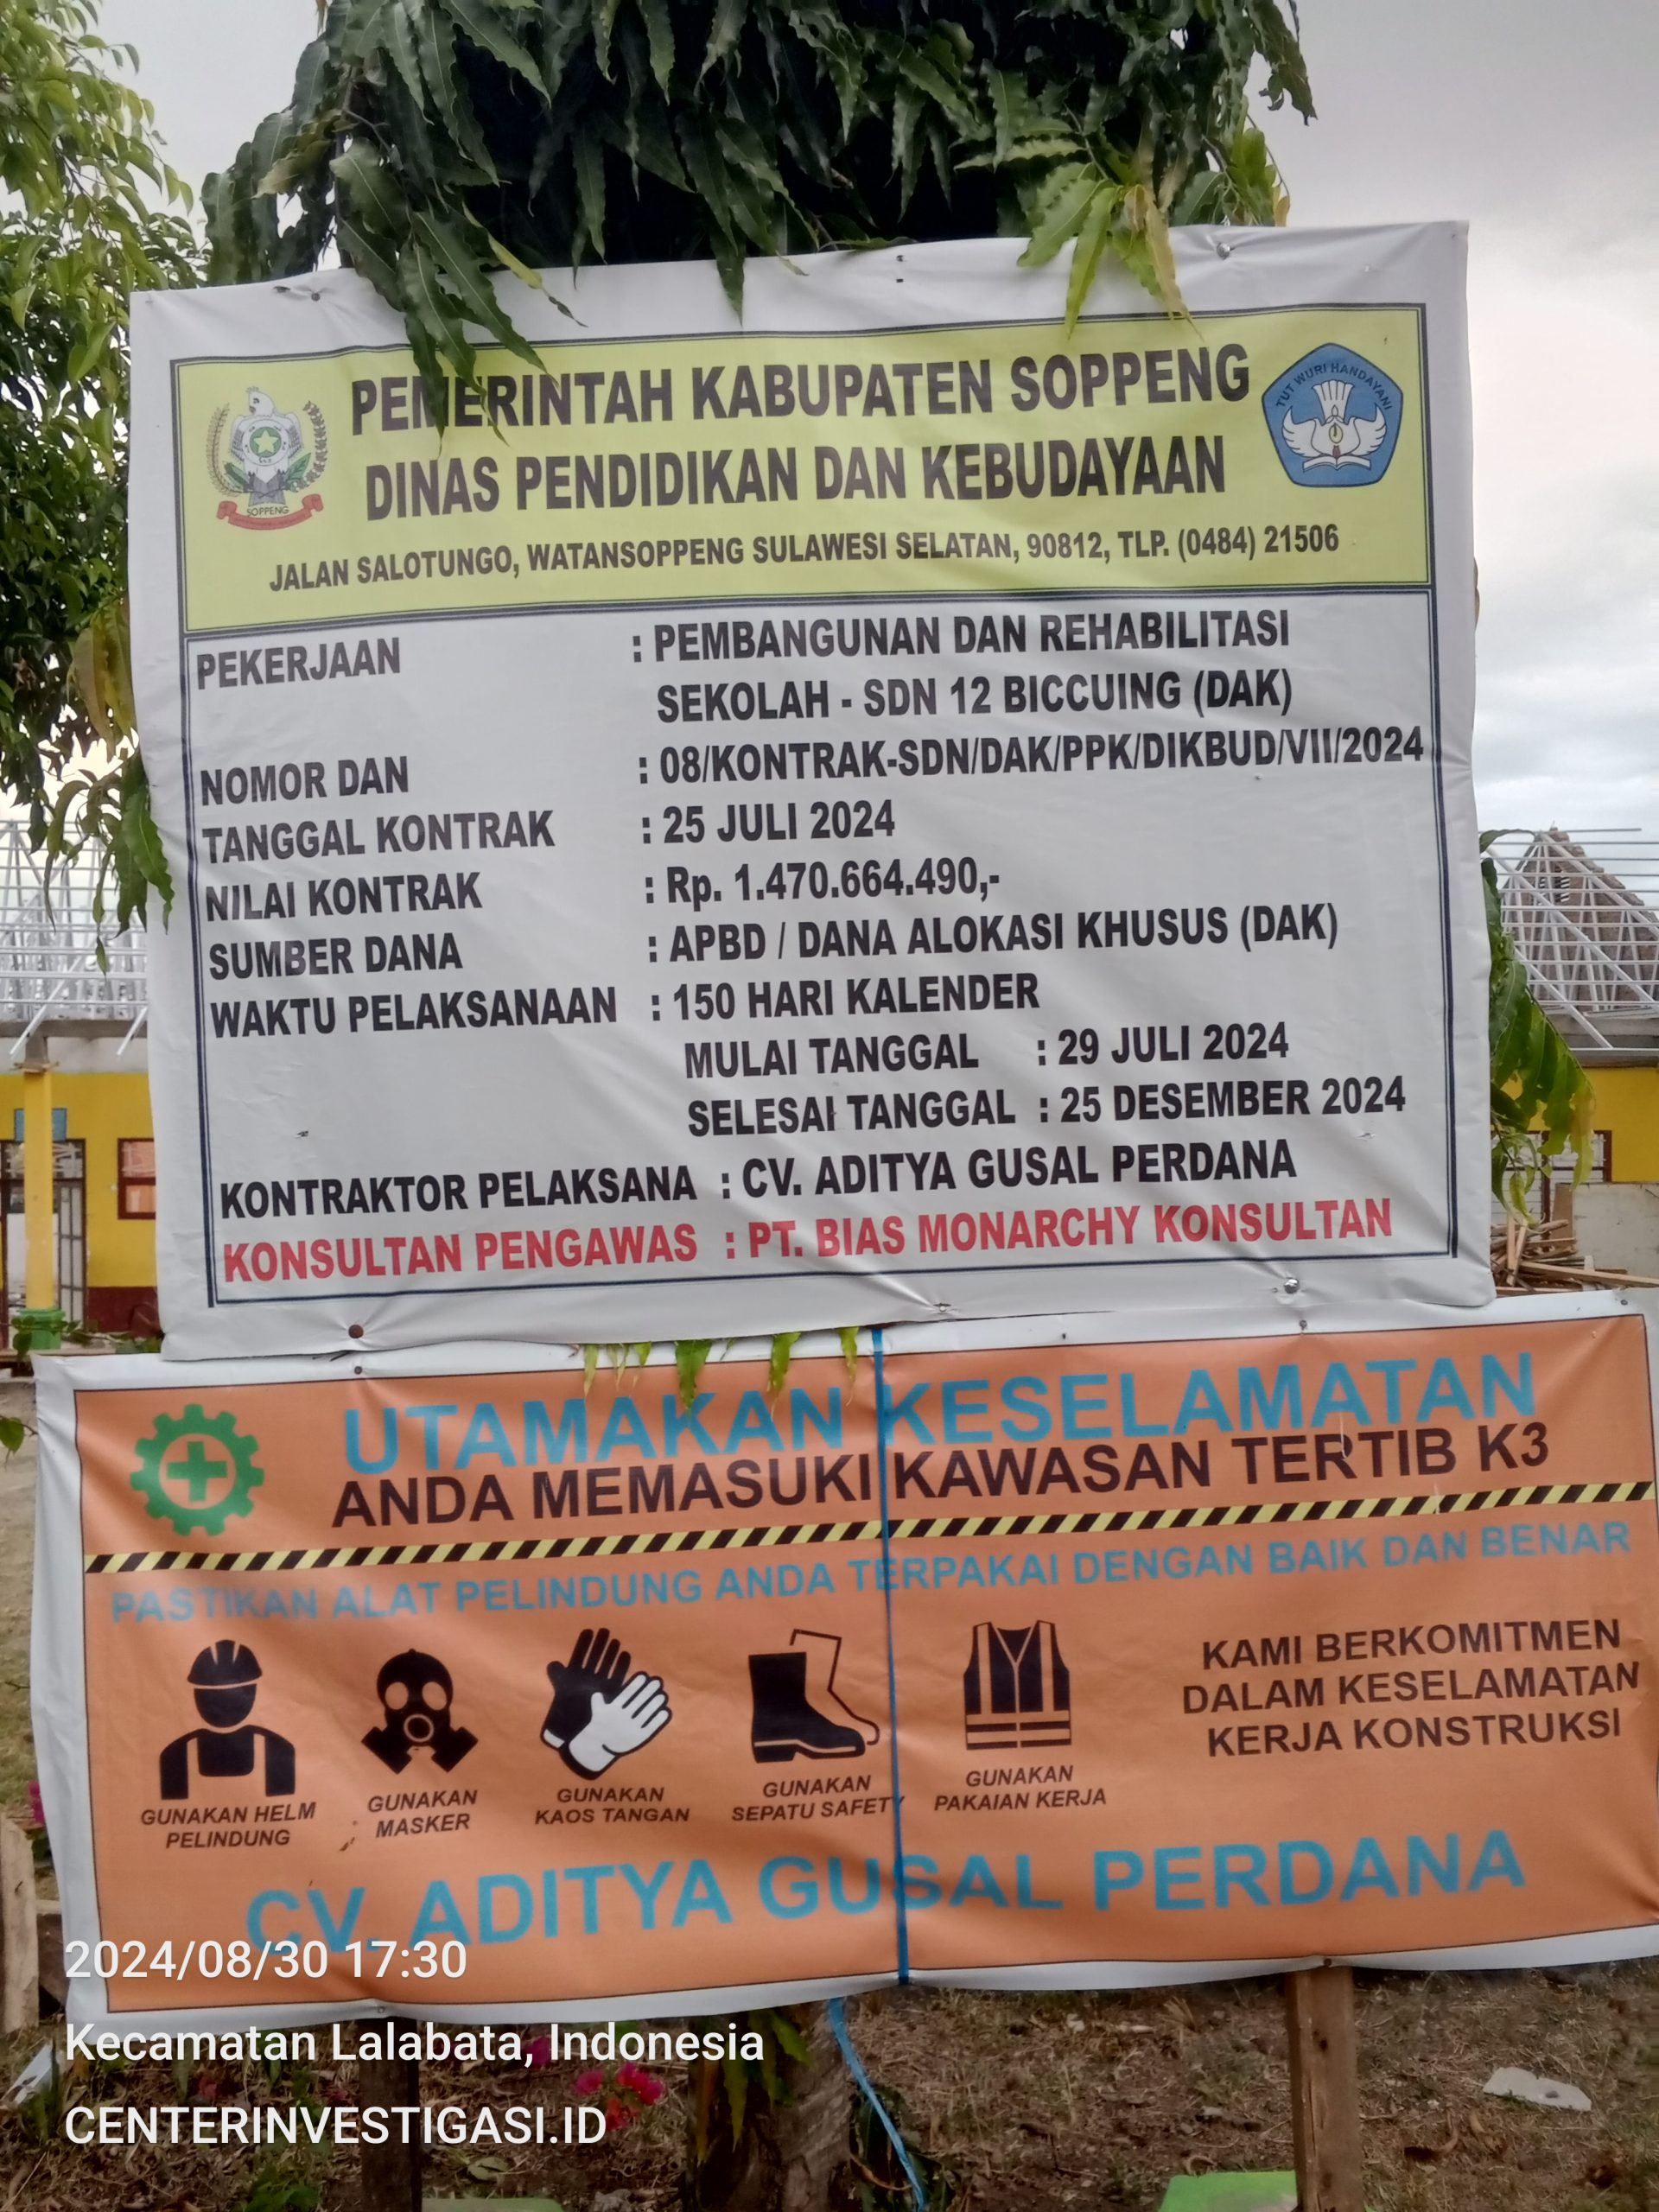 PEMERINTAH KABUPATEN SOPPENG
DINAS PENDIDIKAN DAN KEBUDAYAAN
JALAN SALOTUNGO, WATANSOPPENG SULAWESI SELATAN, 90812, TLP. (0484) 21506
SOPPENG
TUT WURI HANDAYANI
PEKERJAAN : PEMBANGUNAN DAN REHABILITASI
SEKOLAH - SDN 12 BICCUING (DAK)
NOMOR DAN : 08/KONTRAK-SDN/DAK/PPK/DIKBUD/VII/2024
TANGGAL KONTRAK : 25 JULI 2024
NILAI KONTRAK : Rp. 1.470.664.490,-
SUMBER DANA : APBD / DANA ALOKASI KHUSUS (DAK)
WAKTU PELAKSANAAN : 150 HARI KALENDER
MULAI TANGGAL : 29 JULI 2024
SELESAI TANGGAL : 25 DESEMBER 2024
KONTRAKTOR PELAKSANA : CV. ADITYA GUSAL PERDANA
KONSULTAN PENGAWAS : PT. BIAS MONARCHY KONSULTAN
UTAMAKAN KESELAMATAN
ANDA MEMASUKI KAWASAN TERTIB K3
PASTIKAN ALAT PELINDUNG ANDA TERPAKAI DENGAN BAIK DAN BENAR
GUNAKAN HELM
PELINDUNG
GUNAKAN
MASKER
GUNAKAN
KAOS TANGAN
GUNAKAN
SEPATU SAFETY
GUNAKAN
PAKAIAN KERJA
KAMI BERKOMITMEN
DALAM KESELAMATAN
KERJA KONSTRUKSI
CV. ADITYA GUSAL PERDANA
2024/08/30 17:30
Kecamatan Lalabata, Indonesia
CENTERINVESTIGASI.ID